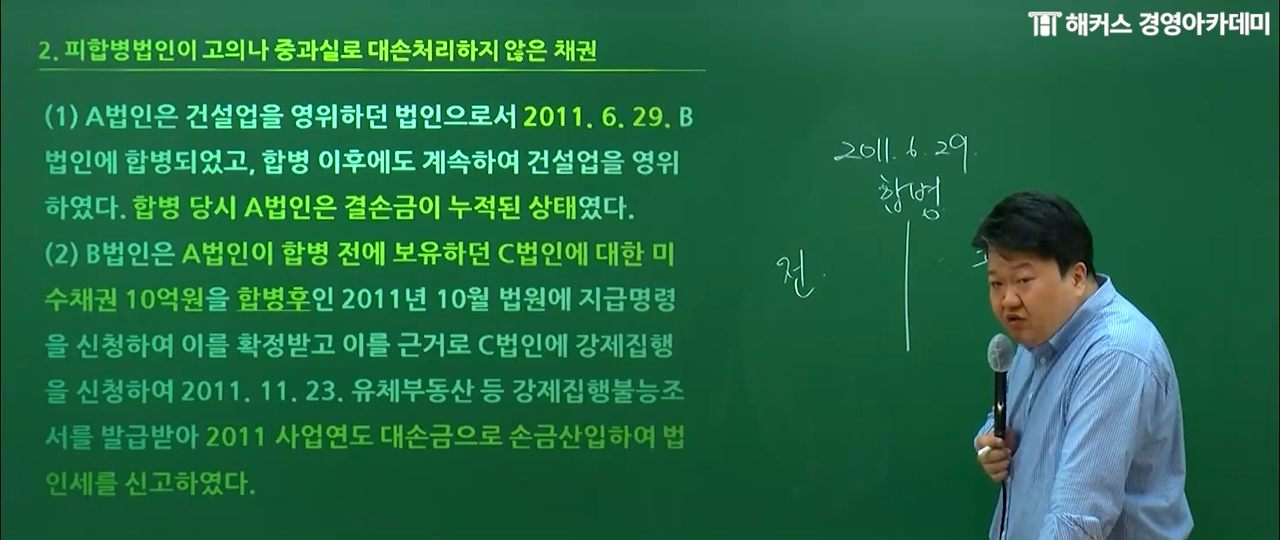 해커스 경영아카데미
2. 피합병법인이 고의나 중과실로 대손처리하지 않은 채권
(1) A법인은 건설업을 영위하던 법인으로서 2011. 6. 29. B
법인에 합병되었고, 합병 이후에도 계속하여 건설업을 영위
하였다. 합병 당시 A법인은 결손금이 누적된 상태였다.
(2) B법인은 A법인이 합병 전에 보유하던 C법인에 대한 미
수채권 10억원을 합병후인 2011년 10월 법원에 지급명령
을 신청하여 이를 확정받고 이를 근거로 C법인에 강제집행
을 신청하여 2011. 11. 23. 유체부동산 등 강제집행불능조
서를 발급받아 2011 사업연도 대손금으로 손금산입하여 법
인세를 신고하였다.
2011. 6. 29.
합병
전